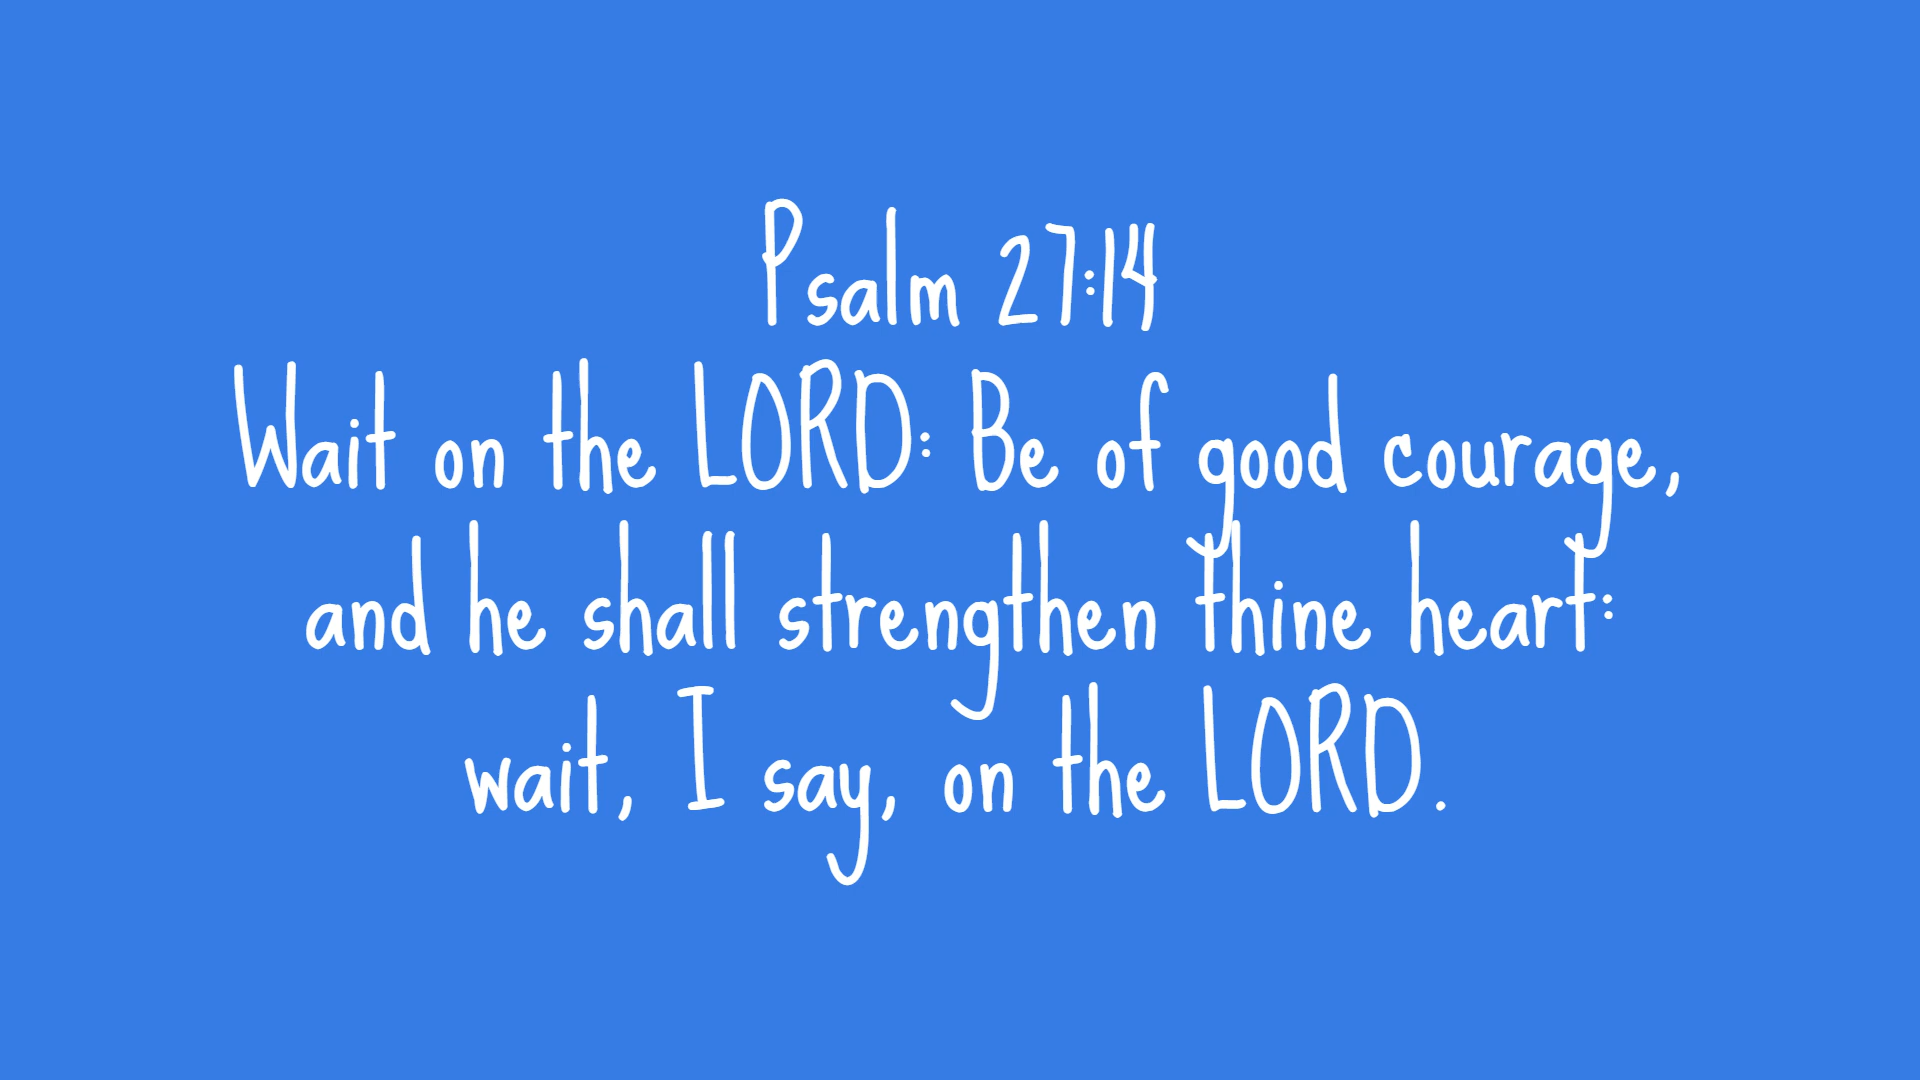 Psalm 27:14
Wait on the LORD: Be of good courage,
and he shall strengthen thine heart:
wait, I say, on the LORD.